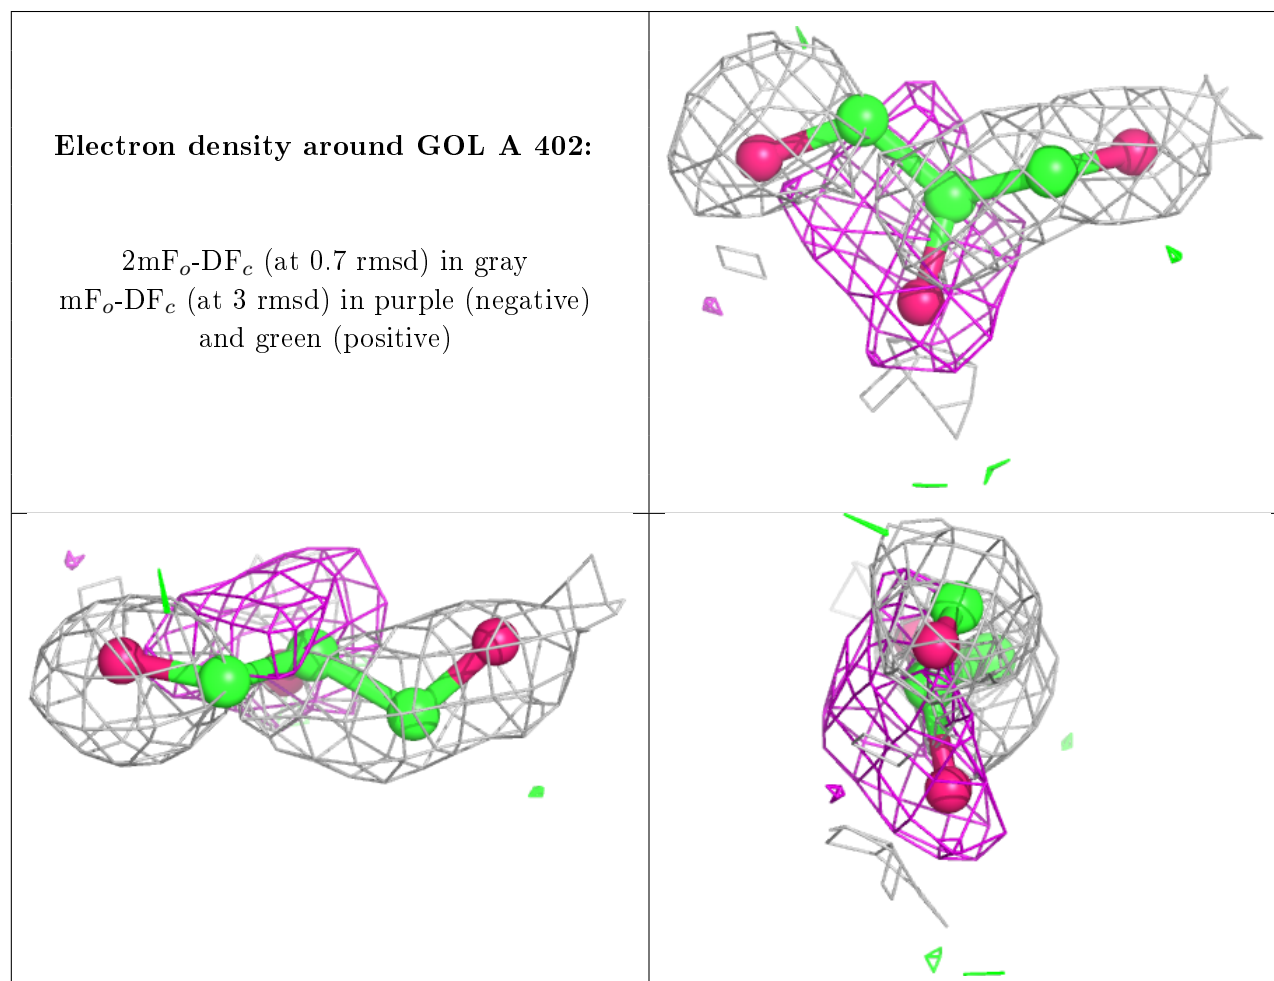 Electron density around GOL A 402:
2mFₒ-DF𝒸 (at 0.7 rmsd) in gray
mFₒ-DF𝒸 (at 3 rmsd) in purple (negative)
and green (positive)